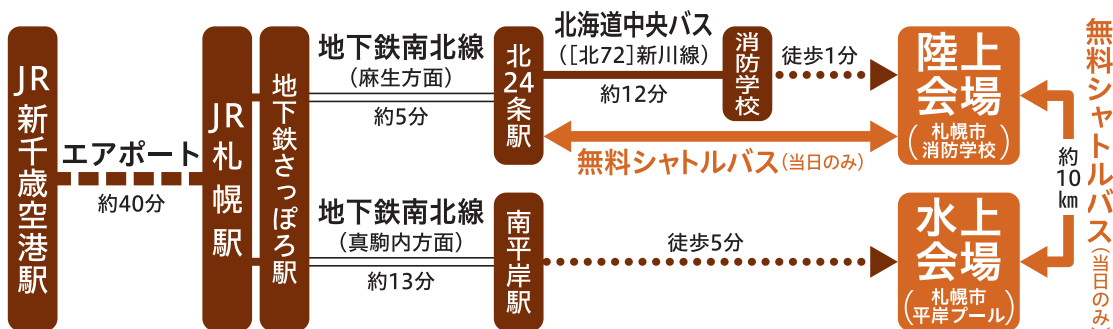 JR新千歳空港駅
エアポート
約40分
JR札幌駅
地下鉄さっぽろ駅
地下鉄南北線
(麻生方面)
約5分
北24条駅
北海道中央バス
([北72]新川線)
約12分
消防学校
徒歩1分
陸上
会場
(札幌市
消防学校)
無料シャトルバス(当日のみ)
地下鉄南北線
(真駒内方面)
約13分
南平岸駅
徒歩5分
水上
会場
(札幌市
平岸プール)
約10km
無料シャトルバス(当日のみ)